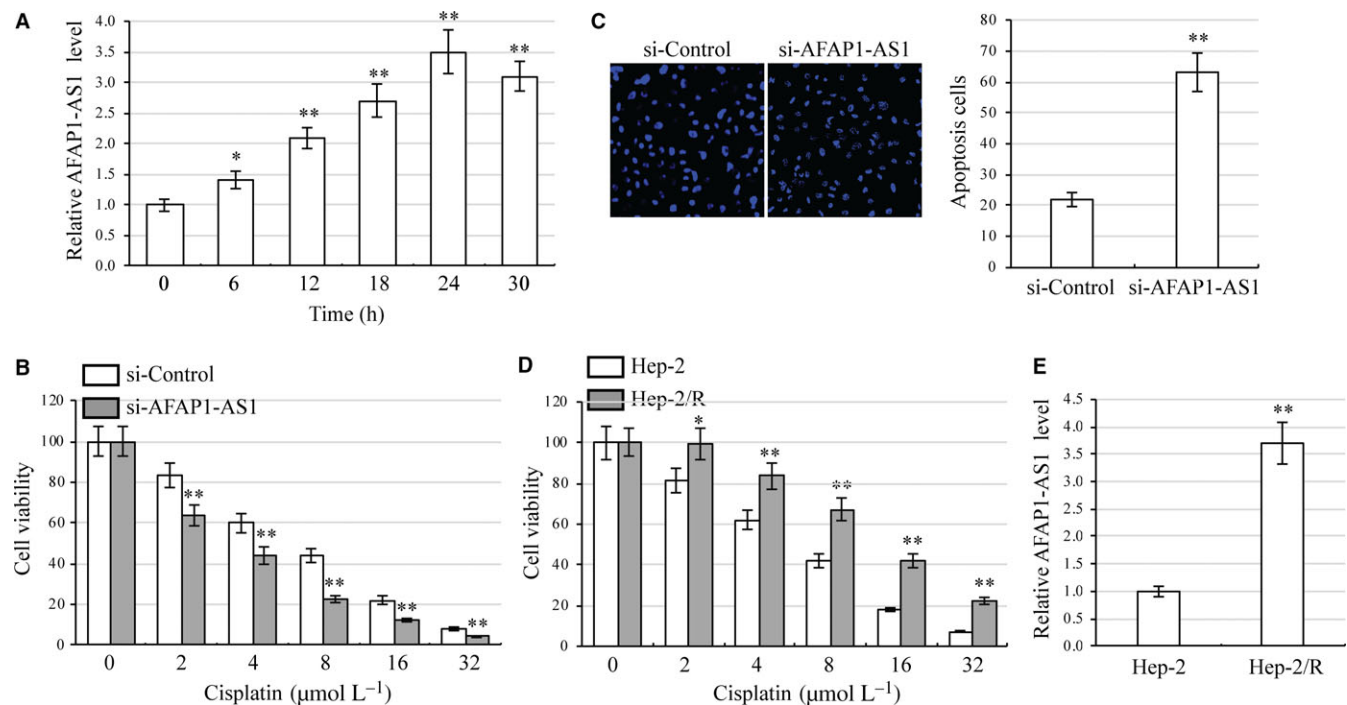 A
Relative AFAP1-AS1 level
4.5
4.0
3.5
3.0
2.5
2.0
1.5
1.0
0.5
0.0
*
**
**
**
**
0 6 12 18 24 30
Time (h)
C
si-Control si-AFAP1-AS1
Apoptosis cells
80
70
60
50
40
30
20
10
0
**
si-Control si-AFAP1-AS1
B
si-Control
si-AFAP1-AS1
Cell viability
120
100
80
60
40
20
0
**
**
**
**
**
0 2 4 8 16 32
Cisplatin (μmol L⁻¹)
D
Hep-2
Hep-2/R
Cell viability
120
100
80
60
40
20
0
*
**
**
**
**
0 2 4 8 16 32
Cisplatin (μmol L⁻¹)
E
Relative AFAP1-AS1 level
4.5
4.0
3.5
3.0
2.5
2.0
1.5
1.0
0.5
0.0
**
Hep-2 Hep-2/R